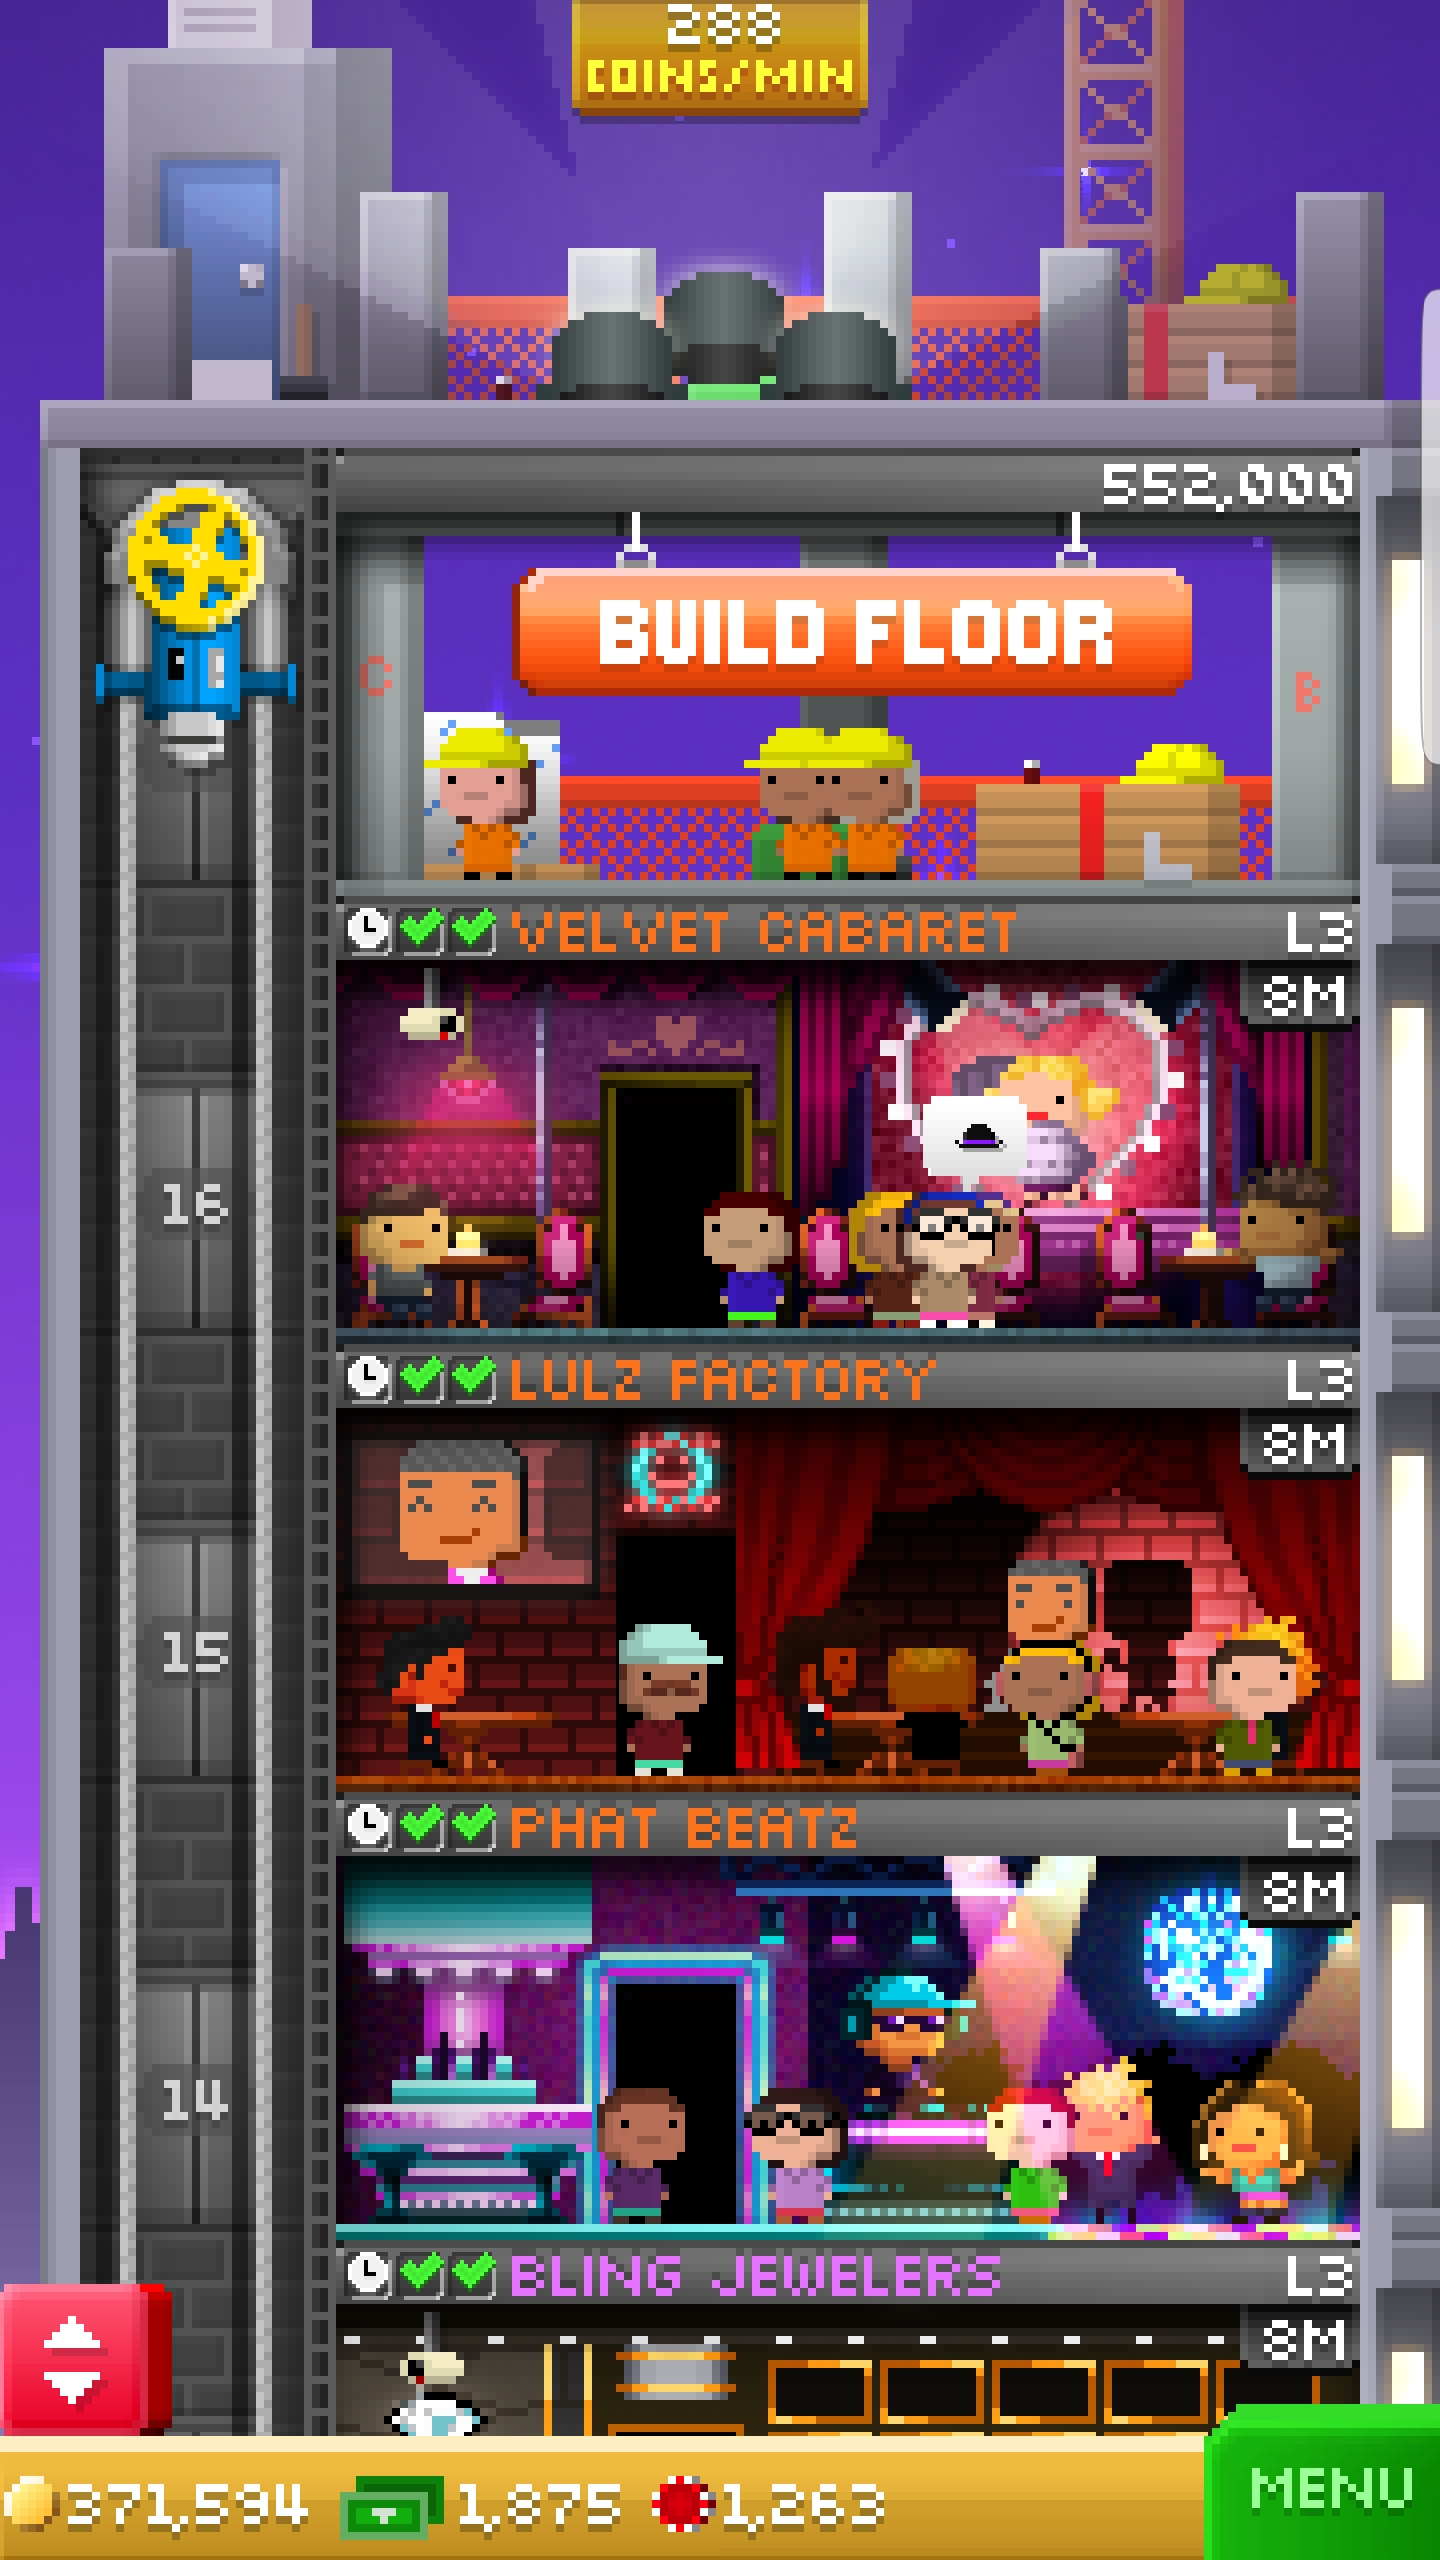 288
COINS/MIN
552,000
BUILD FLOOR
C
B
VELVET CABARET L3
8M
16
LULZ FACTORY L3
8M
15
PHAT BEATZ L3
8M
14
BLING JEWELERS L3
8M
371,594 1,875 1,263
MENU